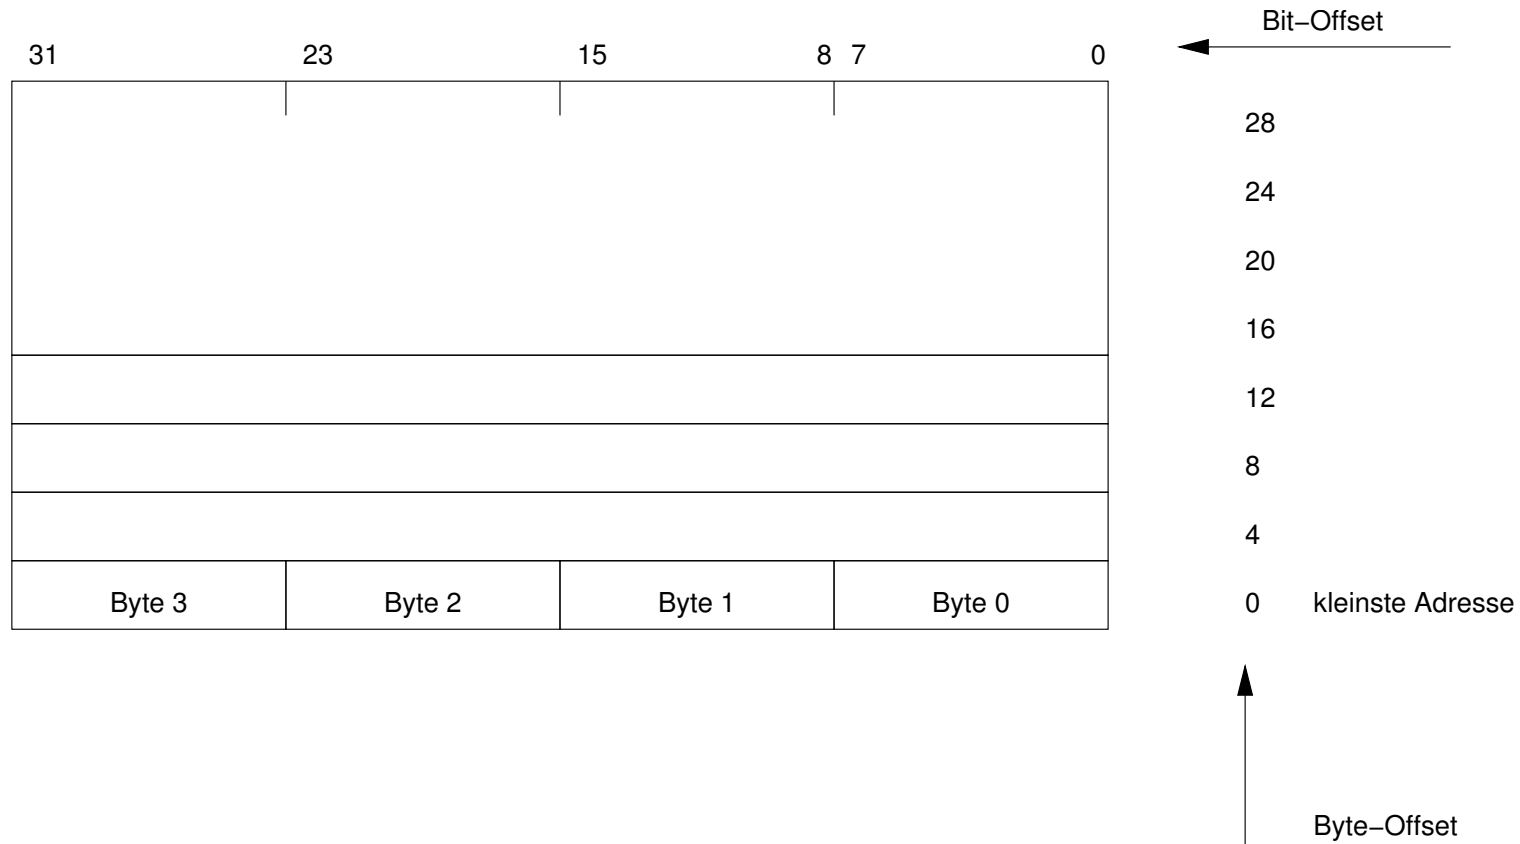 Bit−Offset
31 23 15 8 7 0
28
24
20
16
12
8
4
Byte 3 Byte 2 Byte 1 Byte 0 0 kleinste Adresse
Byte−Offset